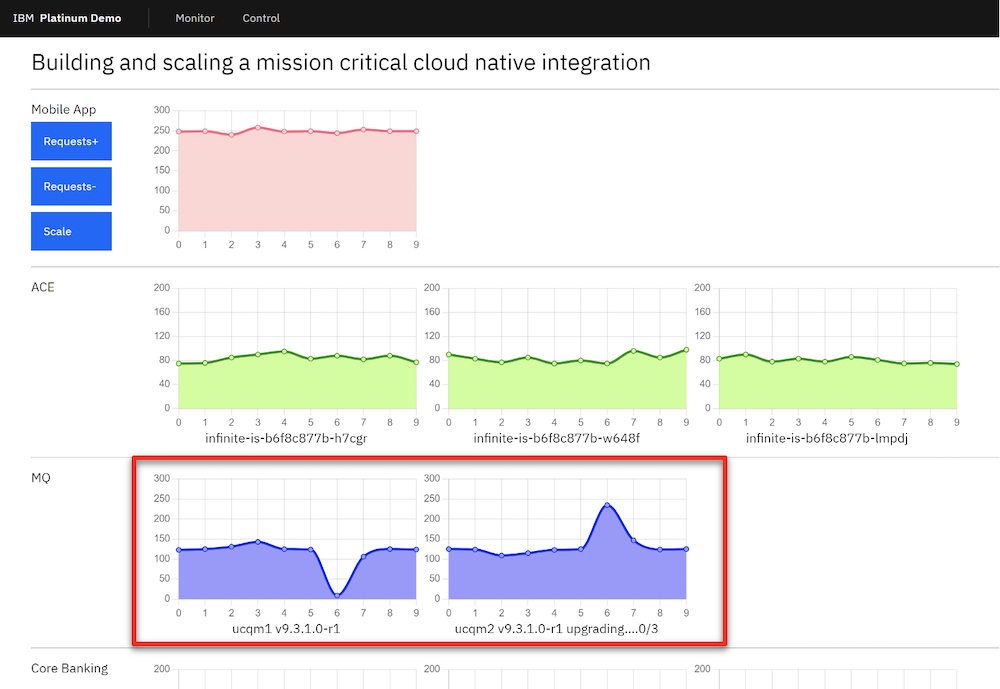 IBM Platinum Demo
Monitor
Control
Building and scaling a mission critical cloud native integration
Mobile App
Requests+
Requests-
Scale
300
250
200
150
100
50
0
0 1 2 3 4 5 6 7 8 9
ACE
200
160
120
80
40
0
0 1 2 3 4 5 6 7 8 9
infinite-is-b6f8c877b-h7cgr
200
160
120
80
40
0
0 1 2 3 4 5 6 7 8 9
infinite-is-b6f8c877b-w648f
200
160
120
80
40
0
0 1 2 3 4 5 6 7 8 9
infinite-is-b6f8c877b-lmpdj
MQ
300
250
200
150
100
50
0
0 1 2 3 4 5 6 7 8 9
ucqm1 v9.3.1.0-r1
300
250
200
150
100
50
0
0 1 2 3 4 5 6 7 8 9
ucqm2 v9.3.1.0-r1 upgrading....0/3
Core Banking
200
200
200